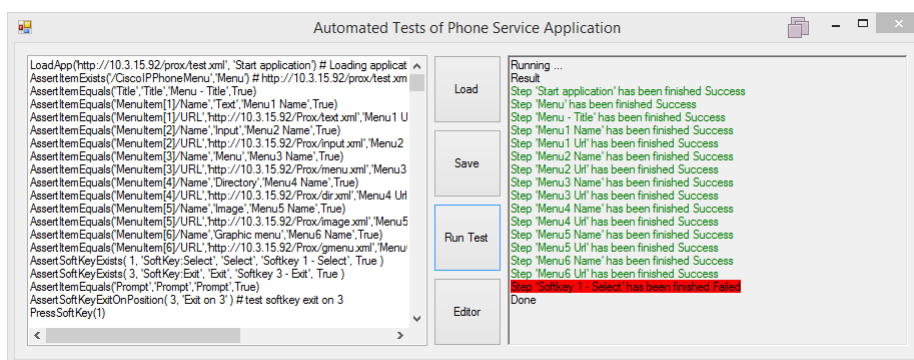 Automated Tests of Phone Service Application
LoadApp('http://10.3.15.92/prox/test.xml', 'Start application') # Loading applicat
AssertItemExists('/CiscoIPPhoneMenu','Menu') # http://10.3.15.92/prox/test.xm
AssertItemEquals('Title','Title','Menu - Title',True)
AssertItemEquals('MenuItem[1]/Name','Text','Menu1 Name',True)
AssertItemEquals('MenuItem[1]/URL','http://10.3.15.92/Prox/text.xml','Menu1 U
AssertItemEquals('MenuItem[2]/Name','Input','Menu2 Name',True)
AssertItemEquals('MenuItem[2]/URL','http://10.3.15.92/Prox/input.xml','Menu2
AssertItemEquals('MenuItem[3]/Name','Menu','Menu3 Name',True)
AssertItemEquals('MenuItem[3]/URL','http://10.3.15.92/Prox/menu.xml','Menu3
AssertItemEquals('MenuItem[4]/Name','Directory','Menu4 Name',True)
AssertItemEquals('MenuItem[4]/URL','http://10.3.15.92/Prox/dir.xml','Menu4 Url
AssertItemEquals('MenuItem[5]/Name','Image','Menu5 Name',True)
AssertItemEquals('MenuItem[5]/URL','http://10.3.15.92/Prox/image.xml','Menu5
AssertItemEquals('MenuItem[6]/Name','Graphic menu','Menu6 Name',True)
AssertItemEquals('MenuItem[6]/URL','http://10.3.15.92/Prox/gmenu.xml','Menu
AssertSoftKeyExists( 1, 'SoftKey:Select', 'Select', 'Softkey 1 - Select', True )
AssertSoftKeyExists( 3, 'SoftKey:Exit', 'Exit', 'Softkey 3 - Exit', True )
AssertItemEquals('Prompt','Prompt','Prompt',True)
AssertSoftKeyExitOnPosition( 3, 'Exit on 3' ) # test softkey exit on 3
PressSoftKey(1)
Load
Save
Run Test
Editor
Running ...
Result
Step 'Start application' has been finished Success
Step 'Menu' has been finished Success
Step 'Menu - Title' has been finished Success
Step 'Menu1 Name' has been finished Success
Step 'Menu1 Url' has been finished Success
Step 'Menu2 Name' has been finished Success
Step 'Menu2 Url' has been finished Success
Step 'Menu3 Name' has been finished Success
Step 'Menu3 Url' has been finished Success
Step 'Menu4 Name' has been finished Success
Step 'Menu4 Url' has been finished Success
Step 'Menu5 Name' has been finished Success
Step 'Menu5 Url' has been finished Success
Step 'Menu6 Name' has been finished Success
Step 'Menu6 Url' has been finished Success
Step 'Softkey 1 - Select' has been finished Failed
Done